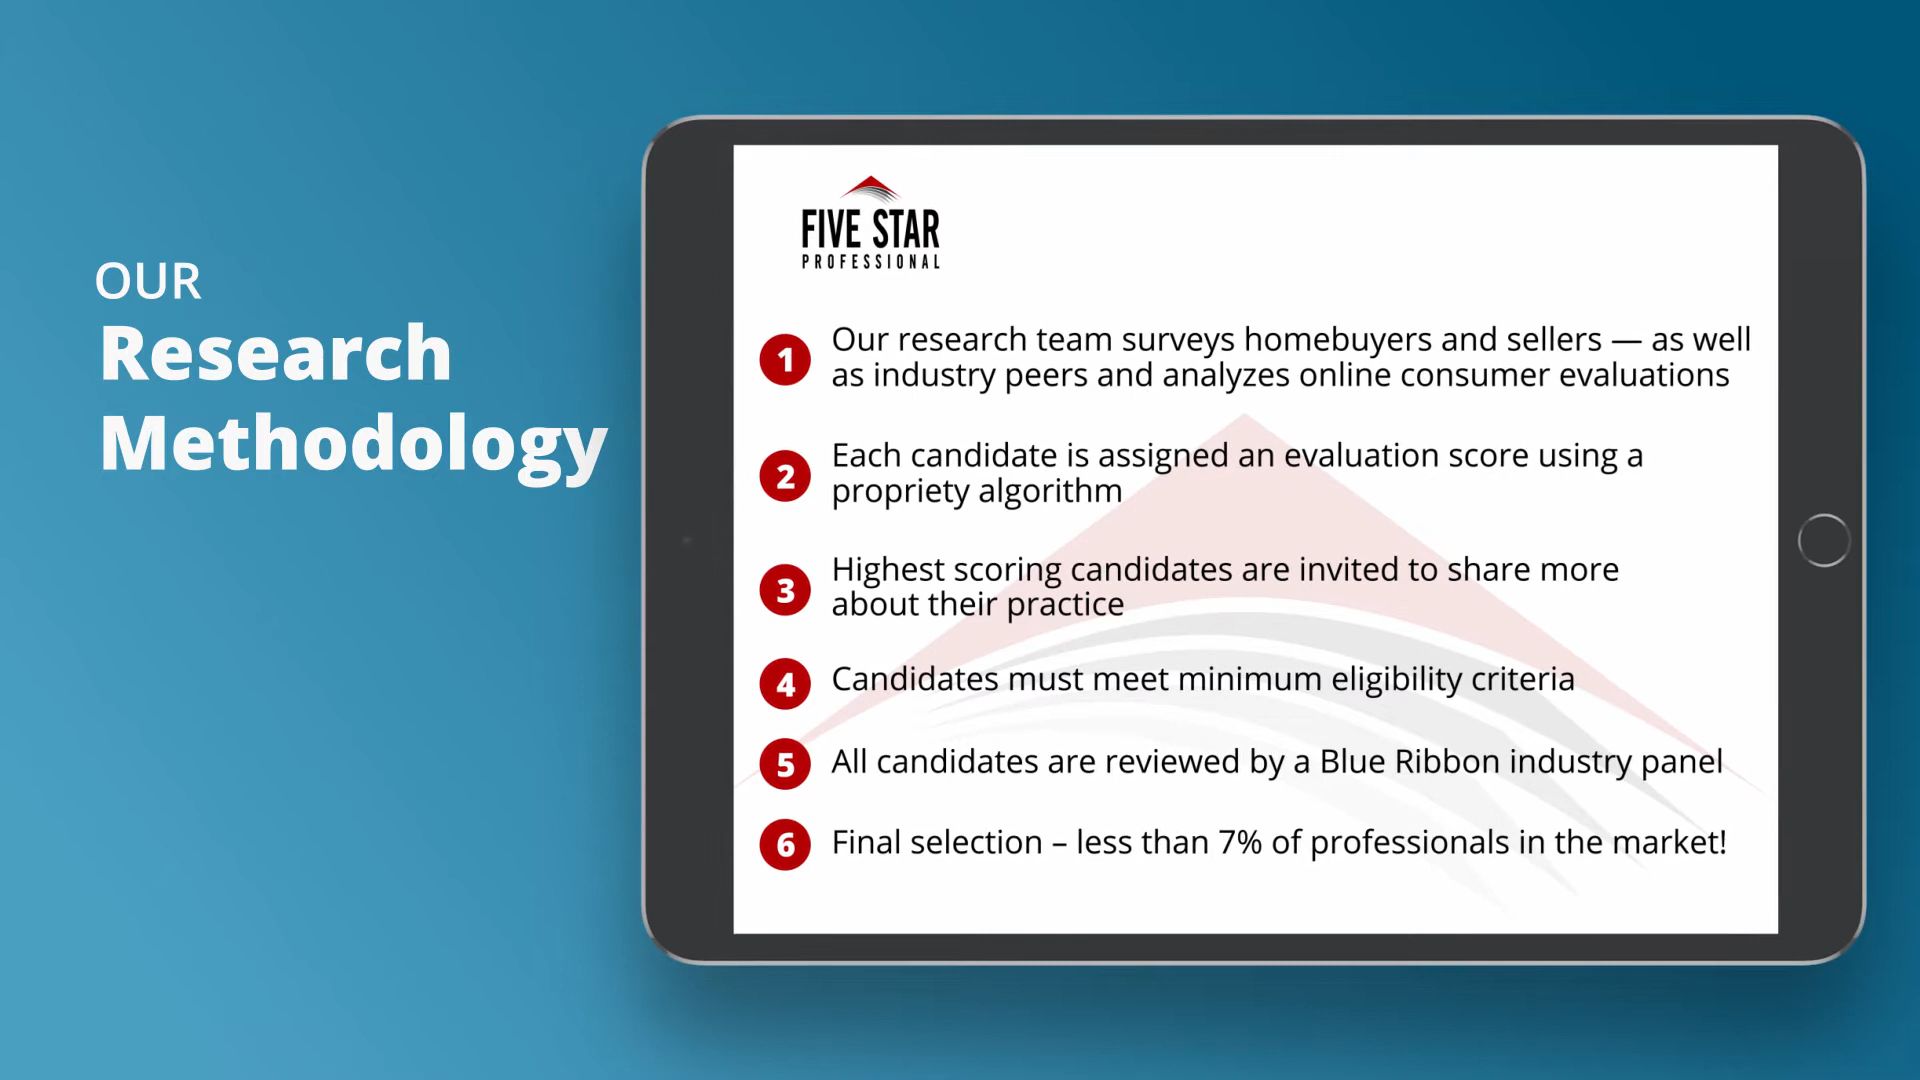 OUR
Research
Methodology
FIVE STAR
PROFESSIONAL
1
Our research team surveys homebuyers and sellers — as well
as industry peers and analyzes online consumer evaluations
2
Each candidate is assigned an evaluation score using a
propriety algorithm
3
Highest scoring candidates are invited to share more
about their practice
4
Candidates must meet minimum eligibility criteria
5
All candidates are reviewed by a Blue Ribbon industry panel
6
Final selection – less than 7% of professionals in the market!